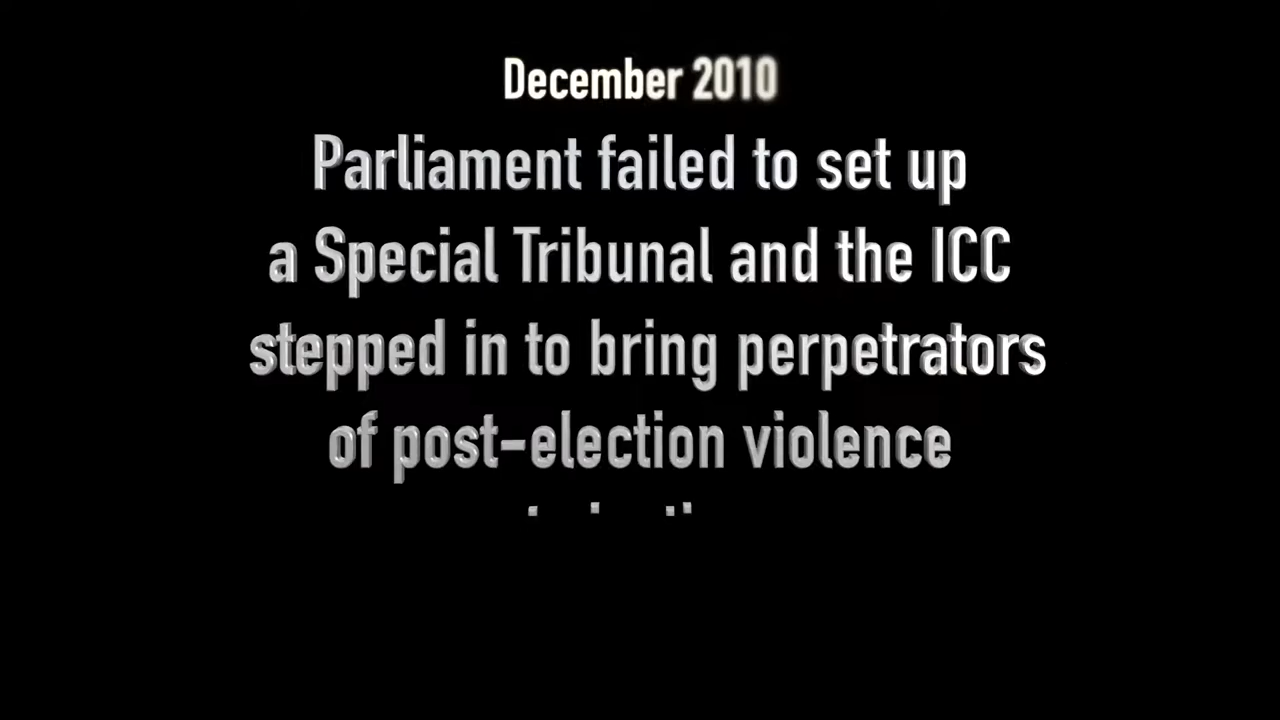 December 2010
Parliament failed to set up
a Special Tribunal and the ICC
stepped in to bring perpetrators
of post-election violence